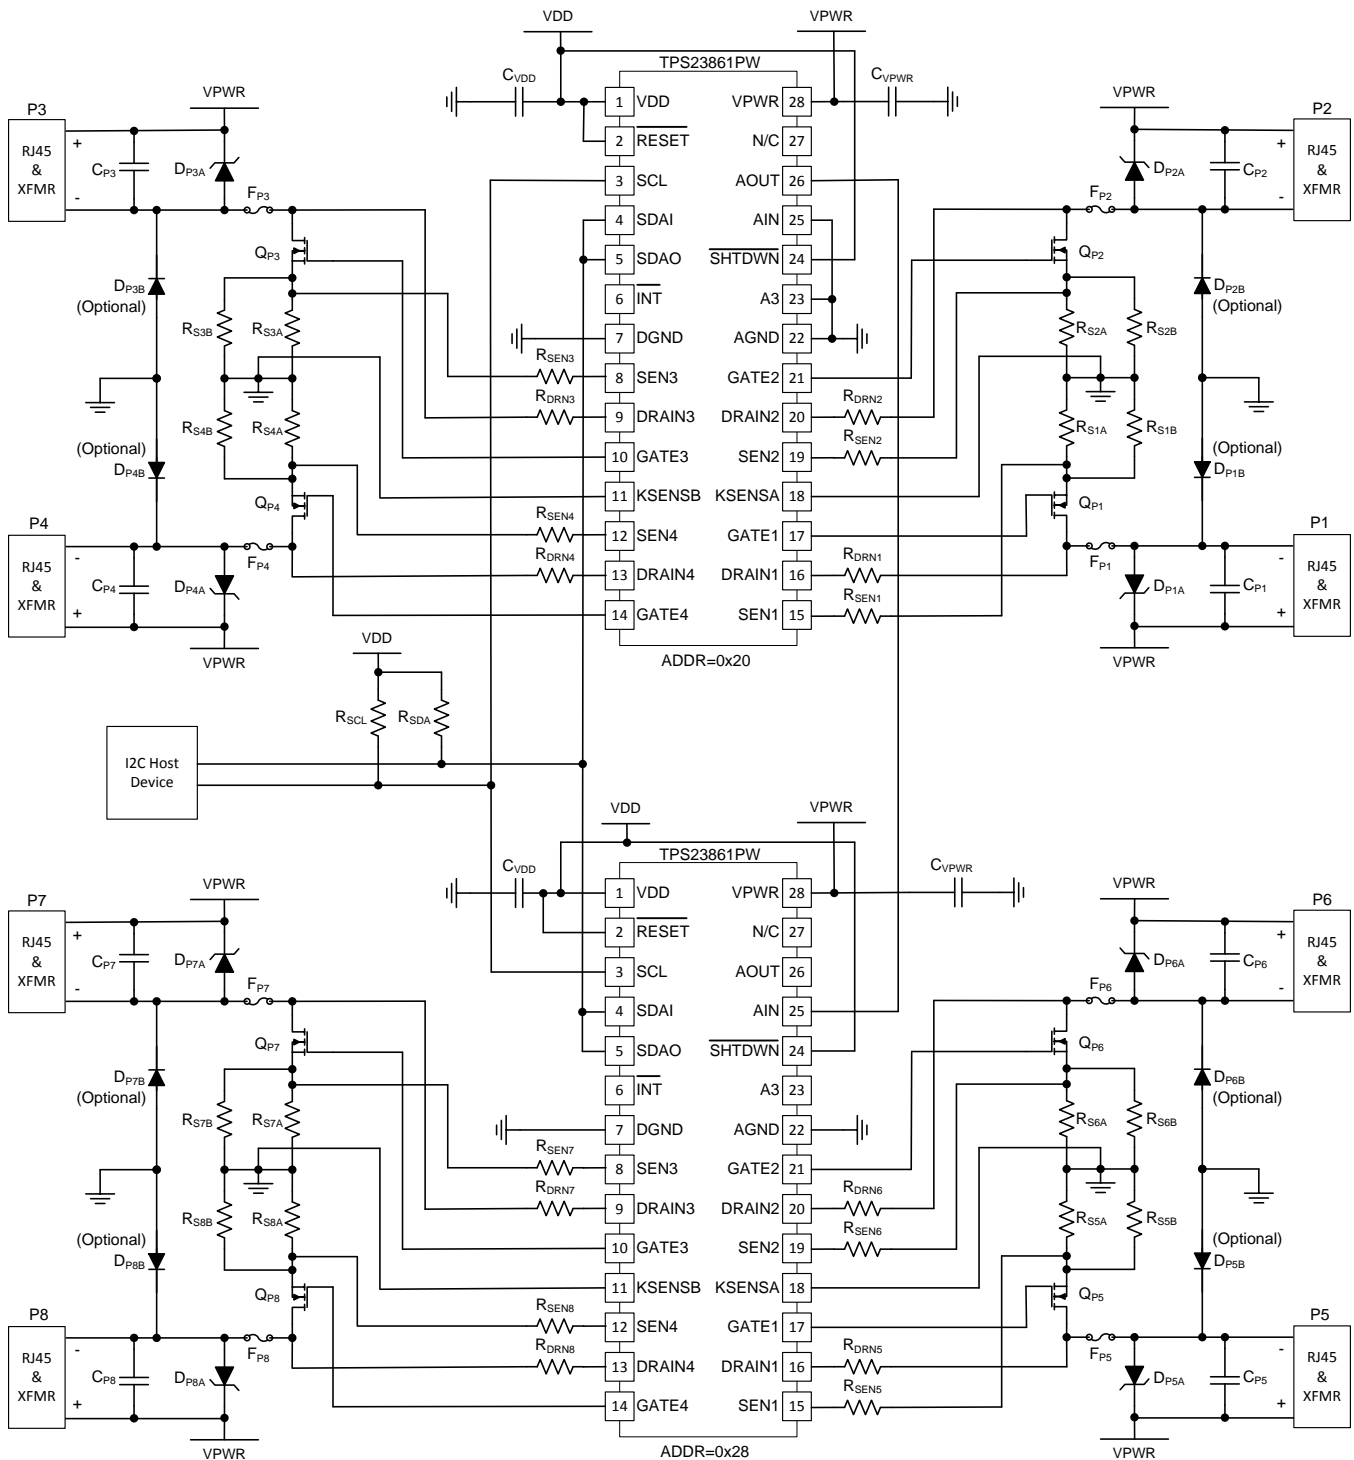 VDD
VPWR
TPS23861PW
CVDD
CVPWR
1 VDD
2 RESET
3 SCL
4 SDAI
5 SDAO
6 INT
7 DGND
8 SEN3
9 DRAIN3
10 GATE3
11 KSENSB
12 SEN4
13 DRAIN4
14 GATE4
VPWR 28
N/C 27
AOUT 26
AIN 25
SHTDWN 24
A3 23
AGND 22
GATE2 21
DRAIN2 20
SEN2 19
KSENSA 18
GATE1 17
DRAIN1 16
SEN1 15
ADDR=0x20
P3
RJ45
&
XFMR
+
-
VPWR
CP3
DP3A
FP3
QP3
DP3B
(Optional)
RS3B
RS3A
RSEN3
RDRN3
RS4B
RS4A
(Optional)
DP4B
QP4
RSEN4
RDRN4
P4
RJ45
&
XFMR
-
+
CP4
DP4A
FP4
VPWR
P2
RJ45
&
XFMR
+
-
VPWR
DP2A
CP2
FP2
QP2
DP2B
(Optional)
RS2A
RS2B
RDRN2
RSEN2
RS1A
RS1B
(Optional)
DP1B
QP1
RDRN1
RSEN1
P1
RJ45
&
XFMR
-
+
FP1
DP1A
CP1
VPWR
VDD
RSCL
RSDA
I2C Host
Device
VDD
VPWR
TPS23861PW
CVDD
CVPWR
1 VDD
2 RESET
3 SCL
4 SDAI
5 SDAO
6 INT
7 DGND
8 SEN3
9 DRAIN3
10 GATE3
11 KSENSB
12 SEN4
13 DRAIN4
14 GATE4
VPWR 28
N/C 27
AOUT 26
AIN 25
SHTDWN 24
A3 23
AGND 22
GATE2 21
DRAIN2 20
SEN2 19
KSENSA 18
GATE1 17
DRAIN1 16
SEN1 15
ADDR=0x28
P7
RJ45
&
XFMR
+
-
VPWR
CP7
DP7A
FP7
QP7
DP7B
(Optional)
RS7B
RS7A
RSEN7
RDRN7
RS8B
RS8A
(Optional)
DP8B
QP8
RSEN8
RDRN8
P8
RJ45
&
XFMR
-
+
CP8
DP8A
FP8
VPWR
P6
RJ45
&
XFMR
+
-
VPWR
DP6A
CP6
FP6
QP6
DP6B
(Optional)
RS6A
RS6B
RDRN6
RSEN6
RS5A
RS5B
(Optional)
DP5B
QP5
RDRN5
RSEN5
P5
RJ45
&
XFMR
-
+
FP5
DP5A
CP5
VPWR